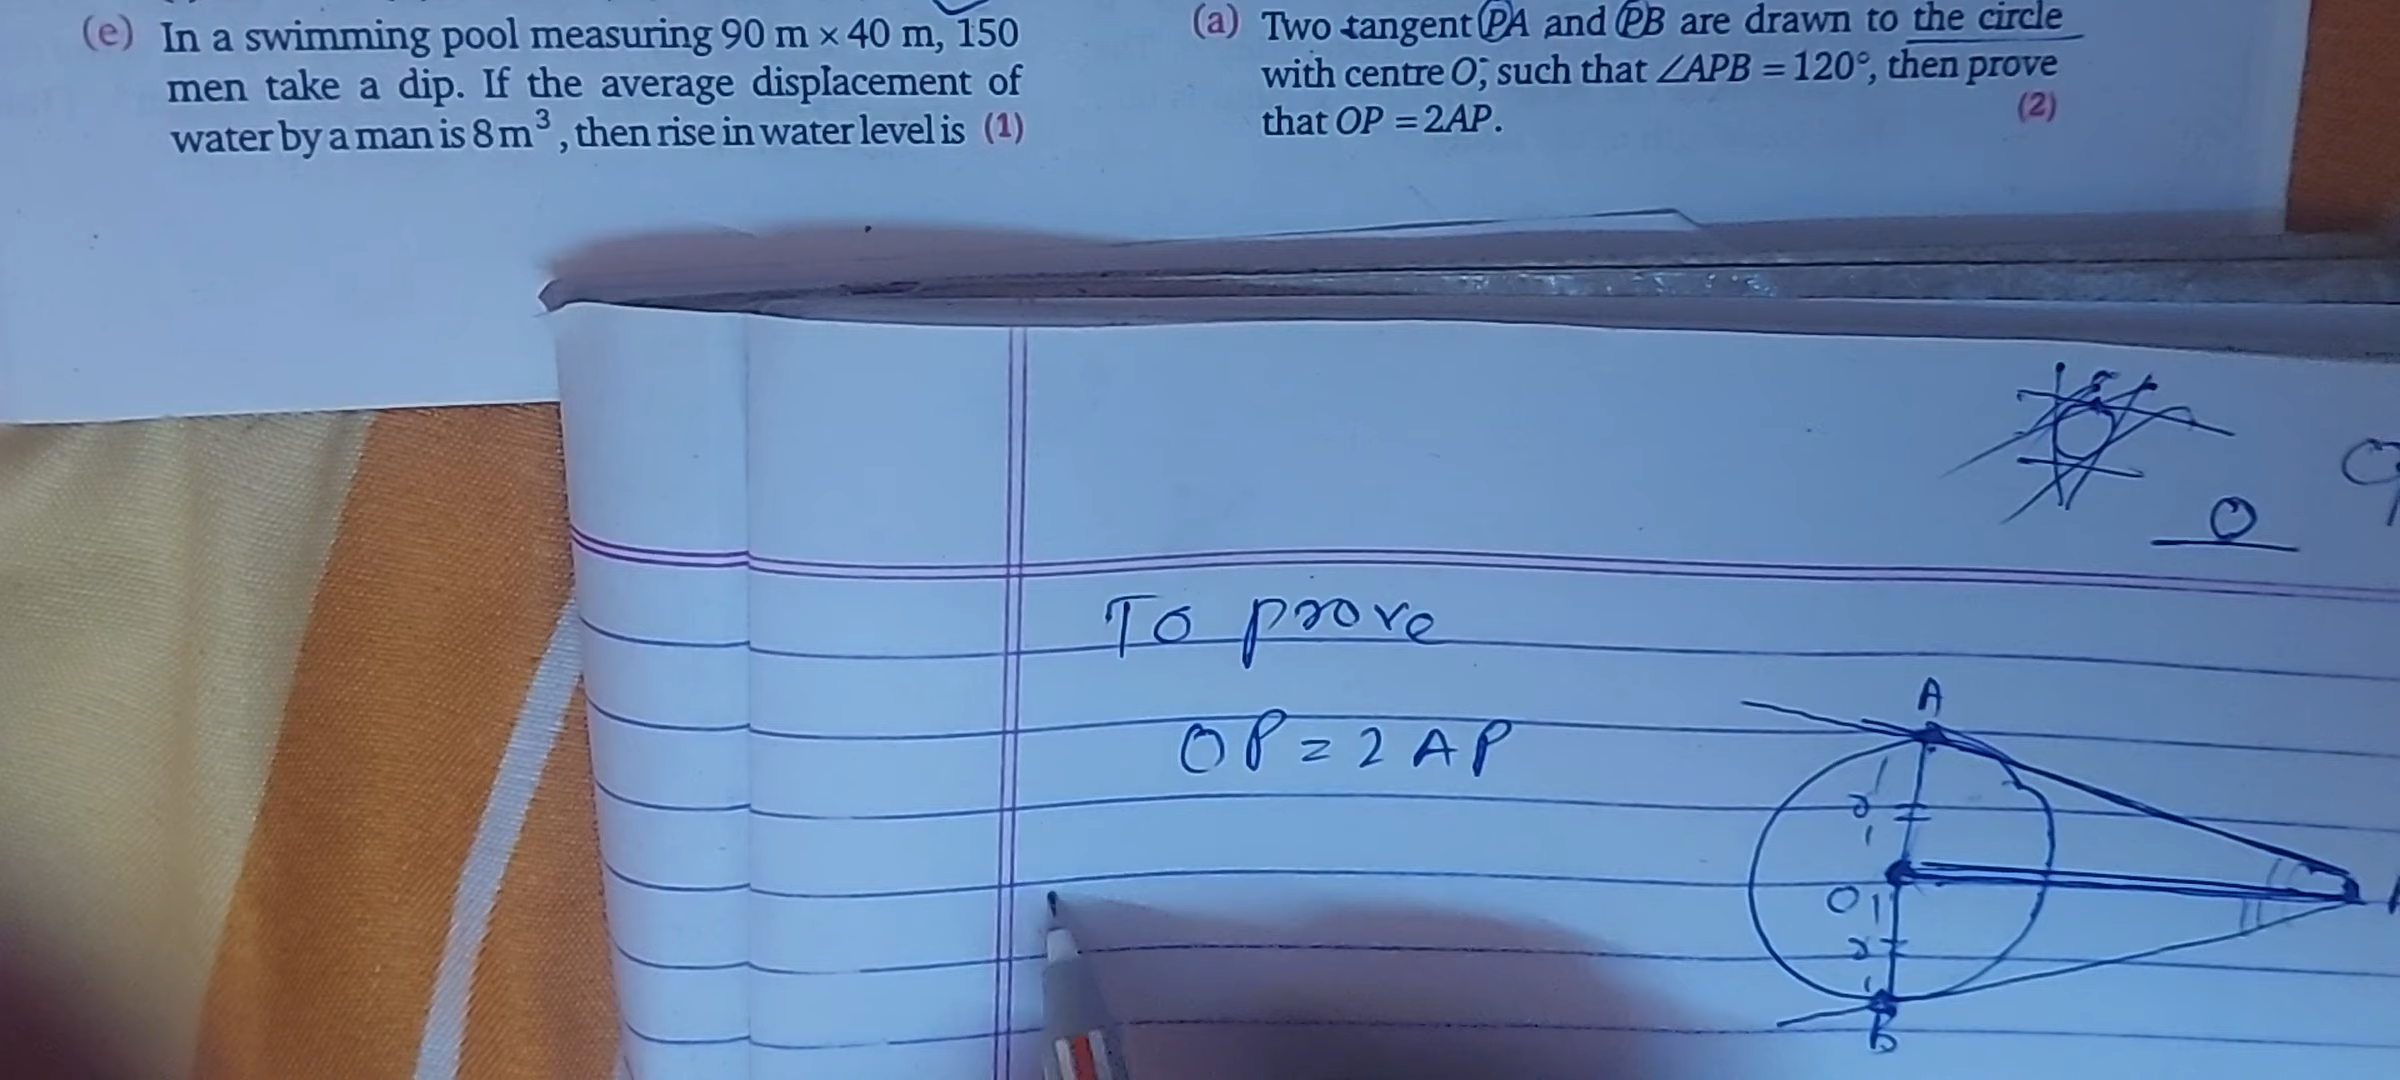 (e) In a swimming pool measuring 90 m × 40 m, 150
men take a dip. If the average displacement of
water by a man is 8 m³, then rise in water level is (1)
(a) Two tangent PA and PB are drawn to the circle
with centre O, such that ∠APB = 120°, then prove
that OP = 2AP. (2)
O
To prove
OP = 2 AP
A
O
B